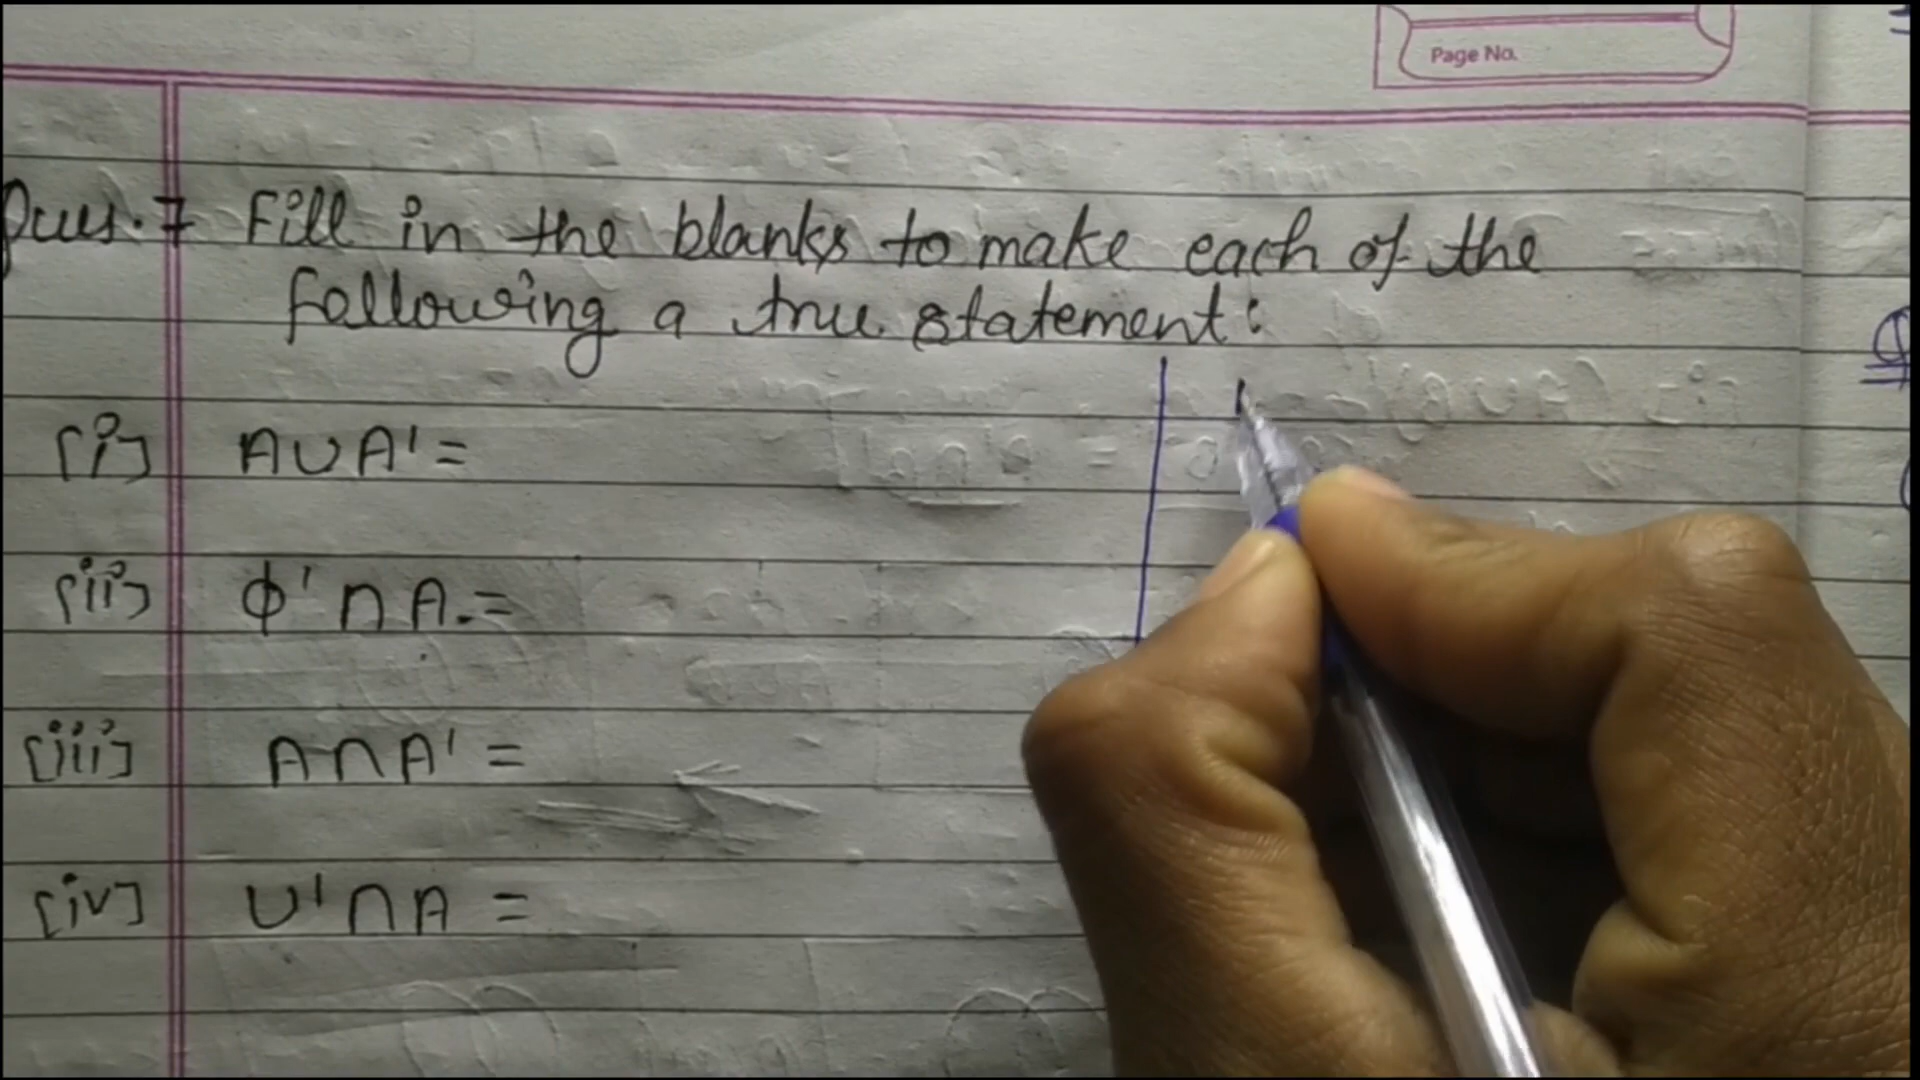 Page No.
Ques.7 Fill in the blanks to make each of the
following a true statement:
[i] A∪A'=
[ii] ϕ'∩A.=
[iii] A∩A' =
[iv] U'∩A =